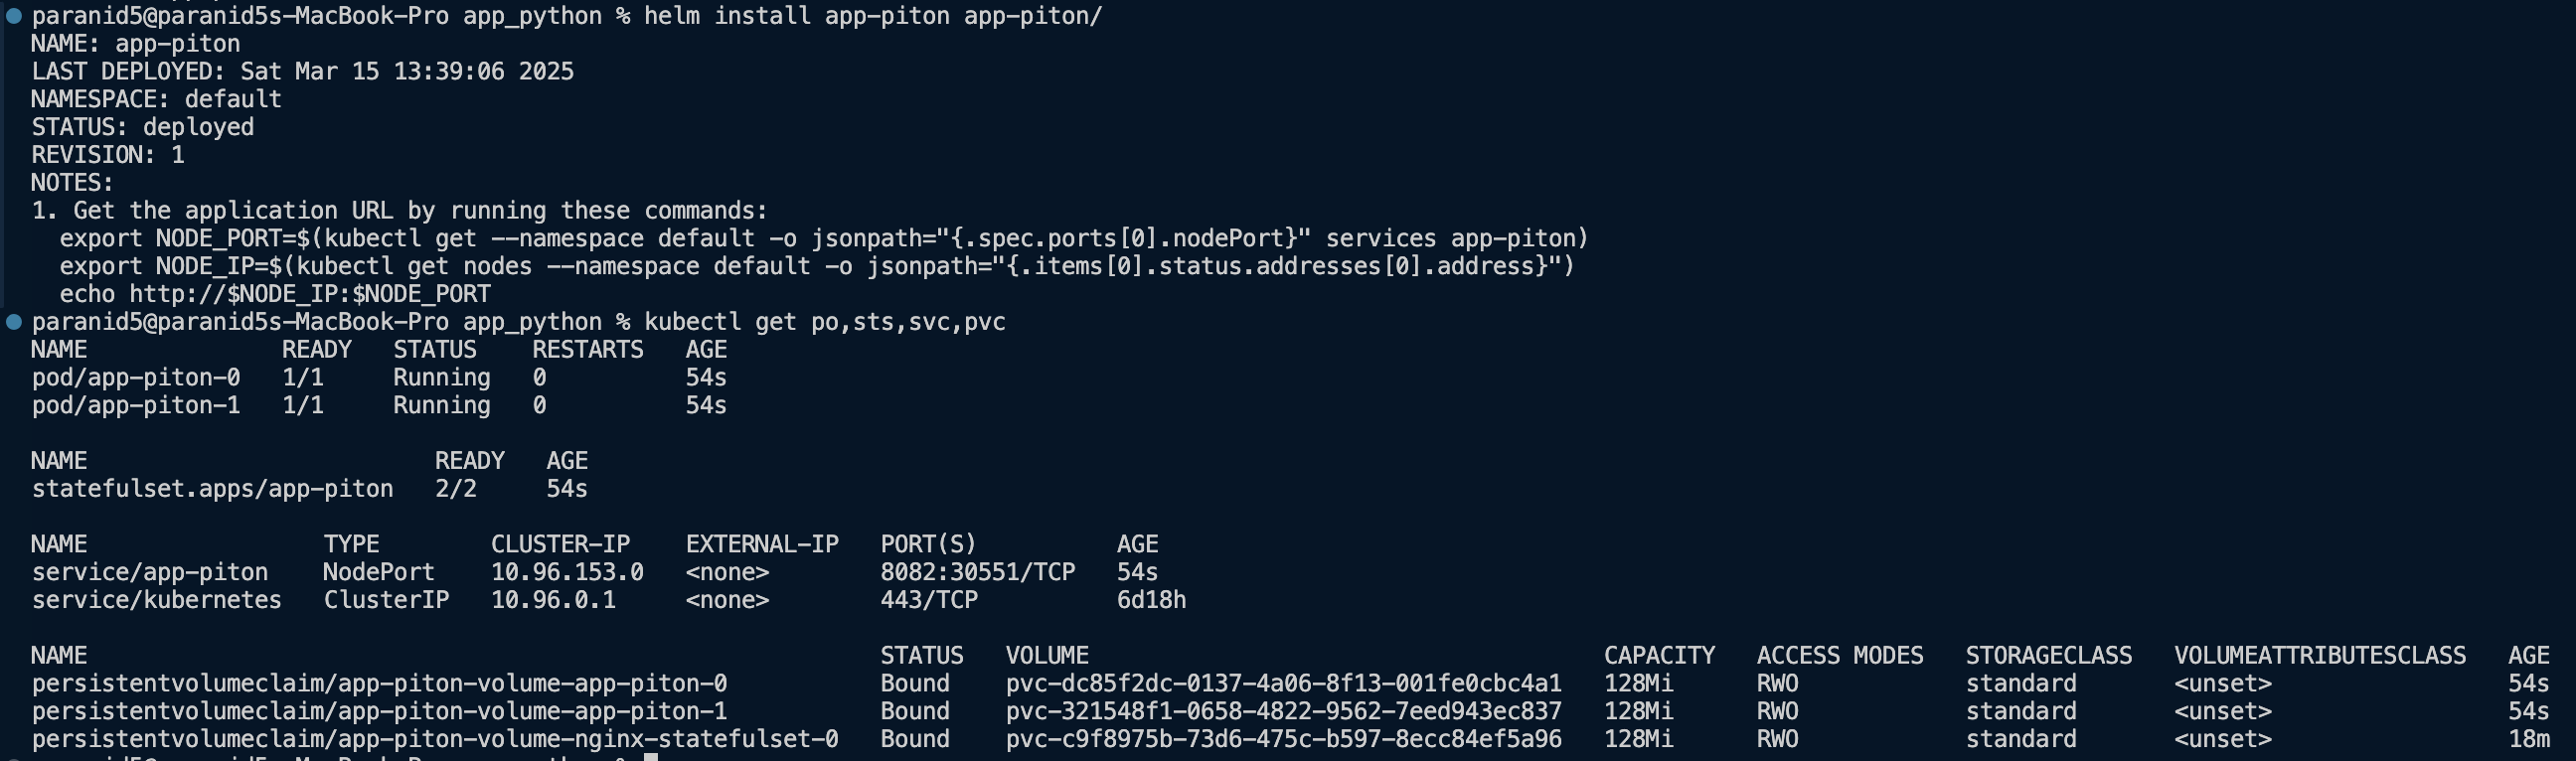 paranid5@paranid5s-MacBook-Pro app_python % helm install app-piton app-piton/
NAME: app-piton
LAST DEPLOYED: Sat Mar 15 13:39:06 2025
NAMESPACE: default
STATUS: deployed
REVISION: 1
NOTES:
1. Get the application URL by running these commands:
  export NODE_PORT=$(kubectl get --namespace default -o jsonpath="{.spec.ports[0].nodePort}" services app-piton)
  export NODE_IP=$(kubectl get nodes --namespace default -o jsonpath="{.items[0].status.addresses[0].address}")
  echo http://$NODE_IP:$NODE_PORT
paranid5@paranid5s-MacBook-Pro app_python % kubectl get po,sts,svc,pvc
NAME              READY   STATUS    RESTARTS   AGE
pod/app-piton-0   1/1     Running   0          54s
pod/app-piton-1   1/1     Running   0          54s
NAME                         READY   AGE
statefulset.apps/app-piton   2/2     54s
NAME                 TYPE        CLUSTER-IP    EXTERNAL-IP   PORT(S)          AGE
service/app-piton    NodePort    10.96.153.0   <none>        8082:30551/TCP   54s
service/kubernetes   ClusterIP   10.96.0.1     <none>        443/TCP          6d18h
NAME                                                         STATUS   VOLUME                                     CAPACITY   ACCESS MODES   STORAGECLASS   VOLUMEATTRIBUTESCLASS   AGE
persistentvolumeclaim/app-piton-volume-app-piton-0           Bound    pvc-dc85f2dc-0137-4a06-8f13-001fe0cbc4a1   128Mi      RWO            standard       <unset>                 54s
persistentvolumeclaim/app-piton-volume-app-piton-1           Bound    pvc-321548f1-0658-4822-9562-7eed943ec837   128Mi      RWO            standard       <unset>                 54s
persistentvolumeclaim/app-piton-volume-nginx-statefulset-0   Bound    pvc-c9f8975b-73d6-475c-b597-8ecc84ef5a96   128Mi      RWO            standard       <unset>                 18m